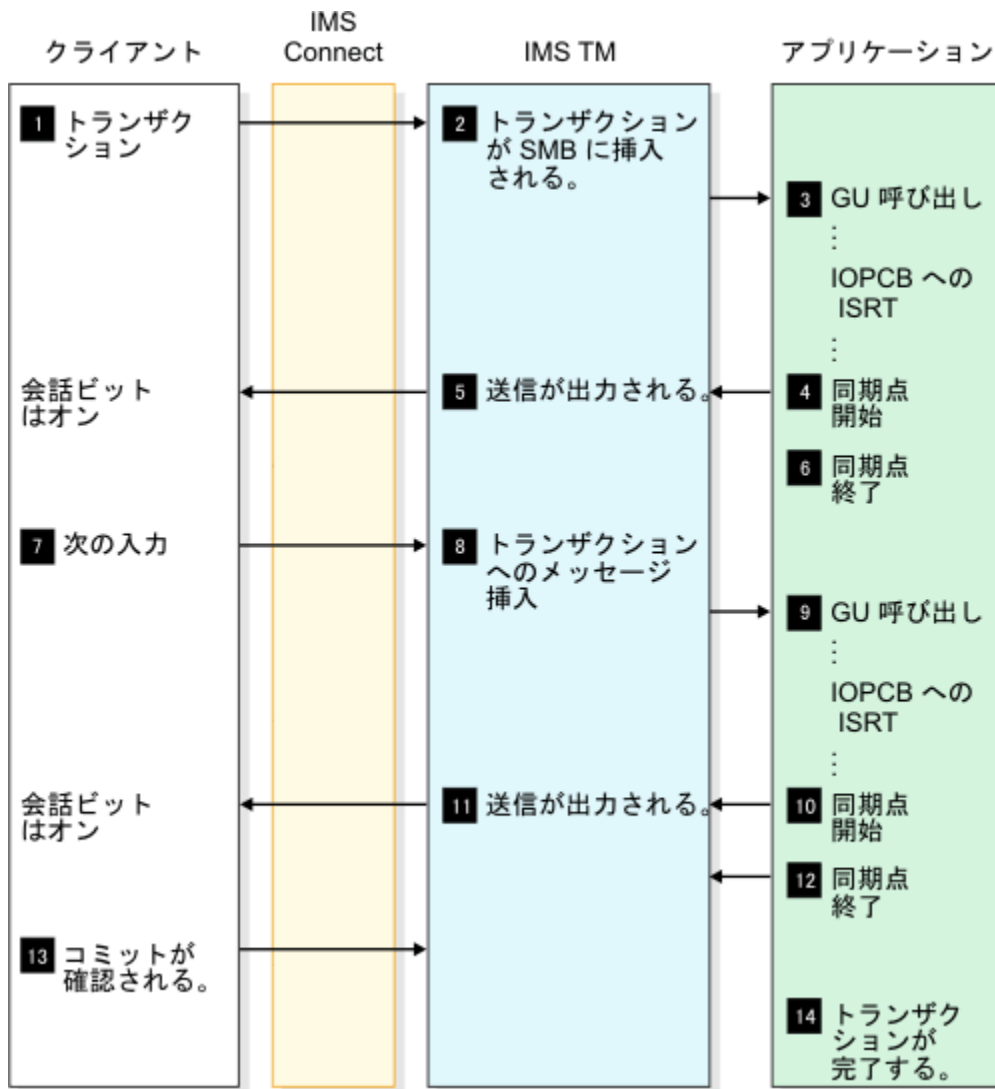 クライアント
IMS
Connect
IMS TM
アプリケーション
1 トランザク
ション
2 トランザクション
が SMB に挿入
される。
3 GU 呼び出し
⋮
IOPCB への
ISRT
⋮
会話ビット
はオン
5 送信が出力される。
4 同期点
開始
6 同期点
終了
7 次の入力
8 トランザクション
へのメッセージ
挿入
9 GU 呼び出し
⋮
IOPCB への
ISRT
⋮
会話ビット
はオン
11 送信が出力される。
10 同期点
開始
12 同期点
終了
13 コミットが
確認される。
14 トランザク
ションが
完了する。